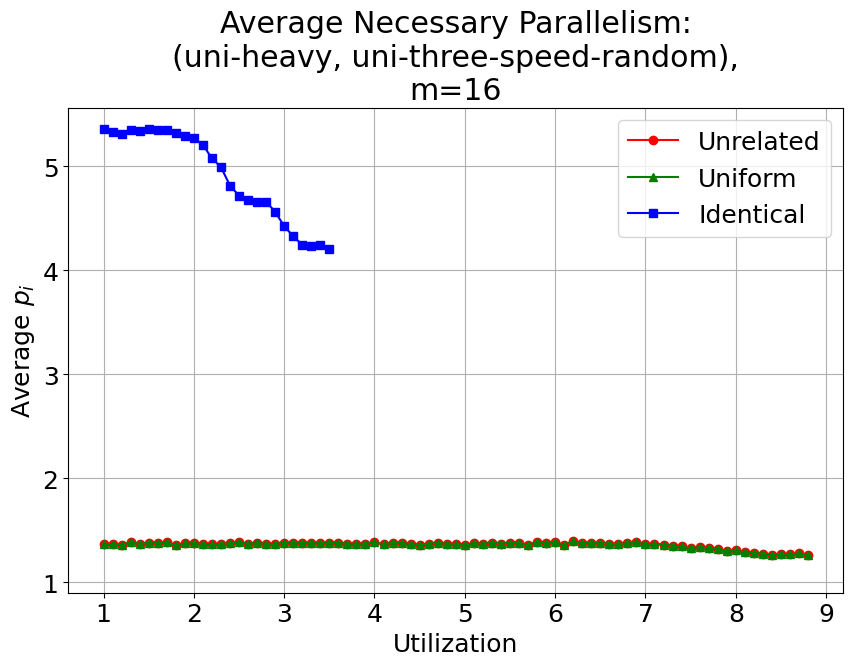 Average Necessary Parallelism:
(uni-heavy, uni-three-speed-random),
m=16
Unrelated
Uniform
Identical
Average $p_i$
5
4
3
2
1
1 2 3 4 5 6 7 8 9
Utilization